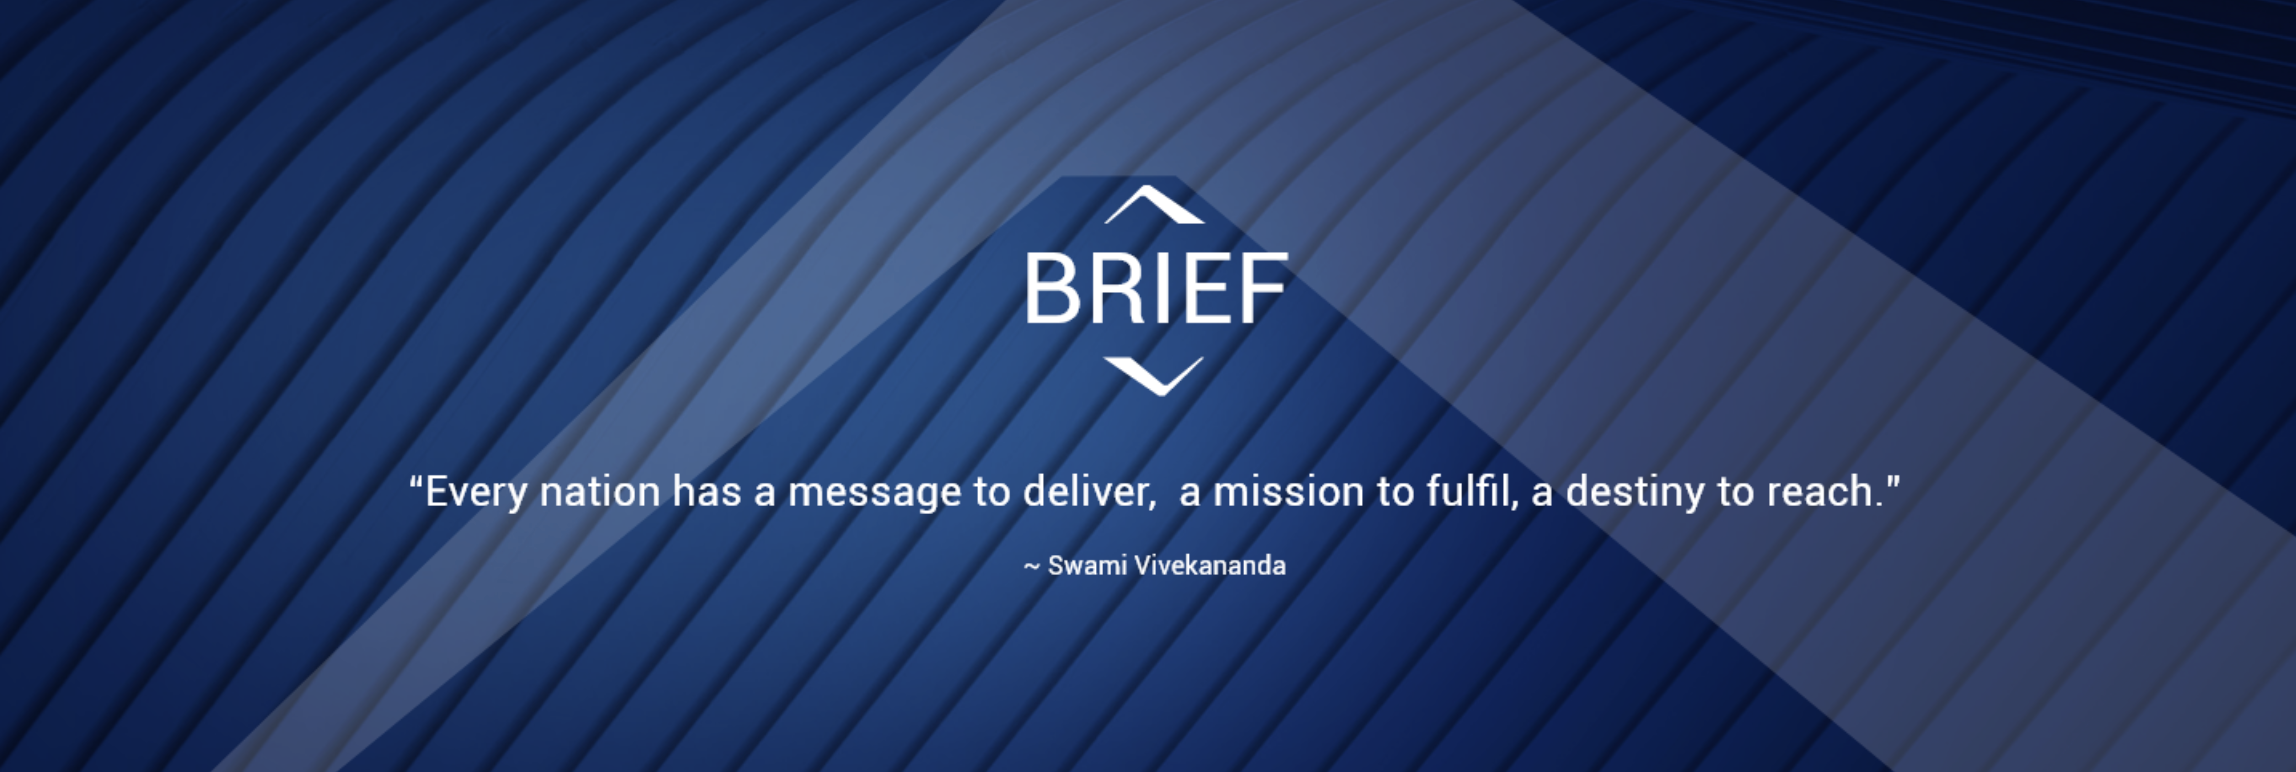 BRIEF
“Every nation has a message to deliver,  a mission to fulfil, a destiny to reach.”
~ Swami Vivekananda